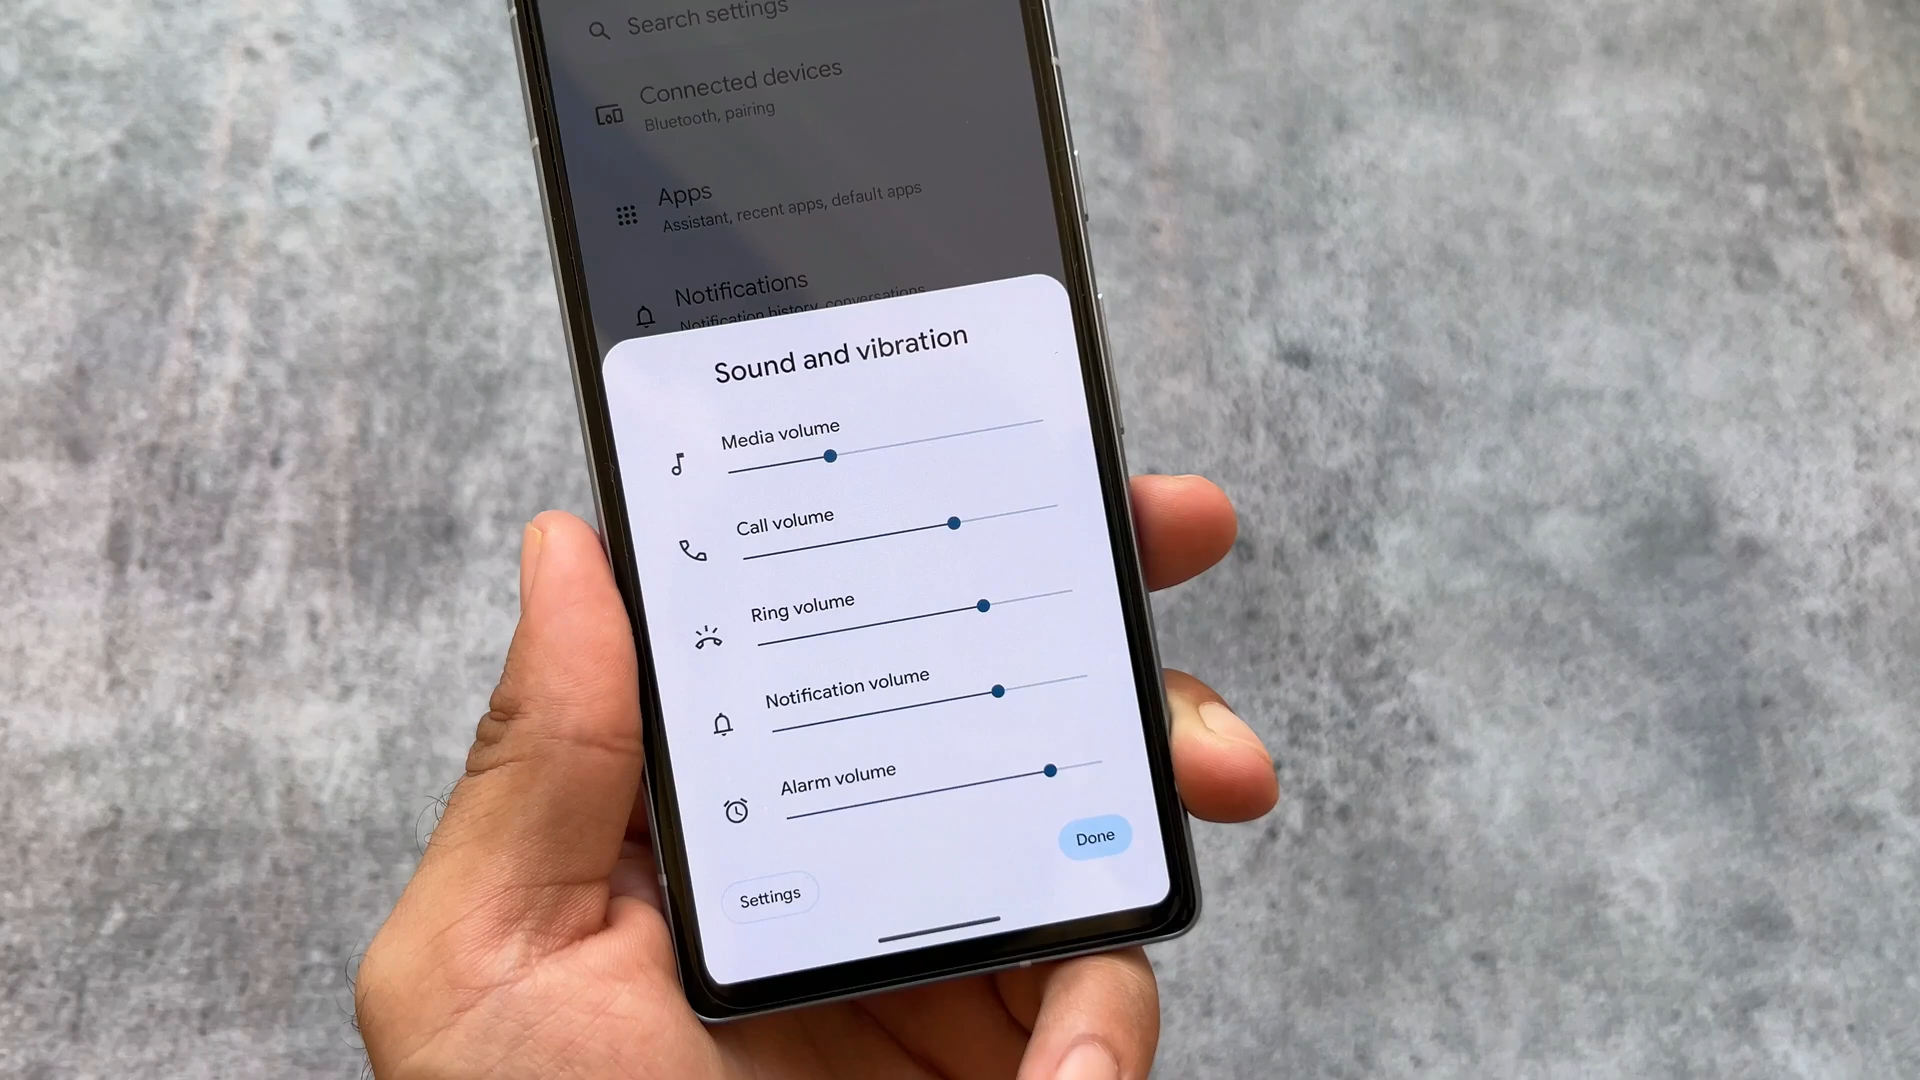 Search settings
Connected devices
Bluetooth, pairing
Apps
Assistant, recent apps, default apps
Notifications
Notification history, conversations
Sound and vibration
Media volume
Call volume
Ring volume
Notification volume
Alarm volume
Done
Settings